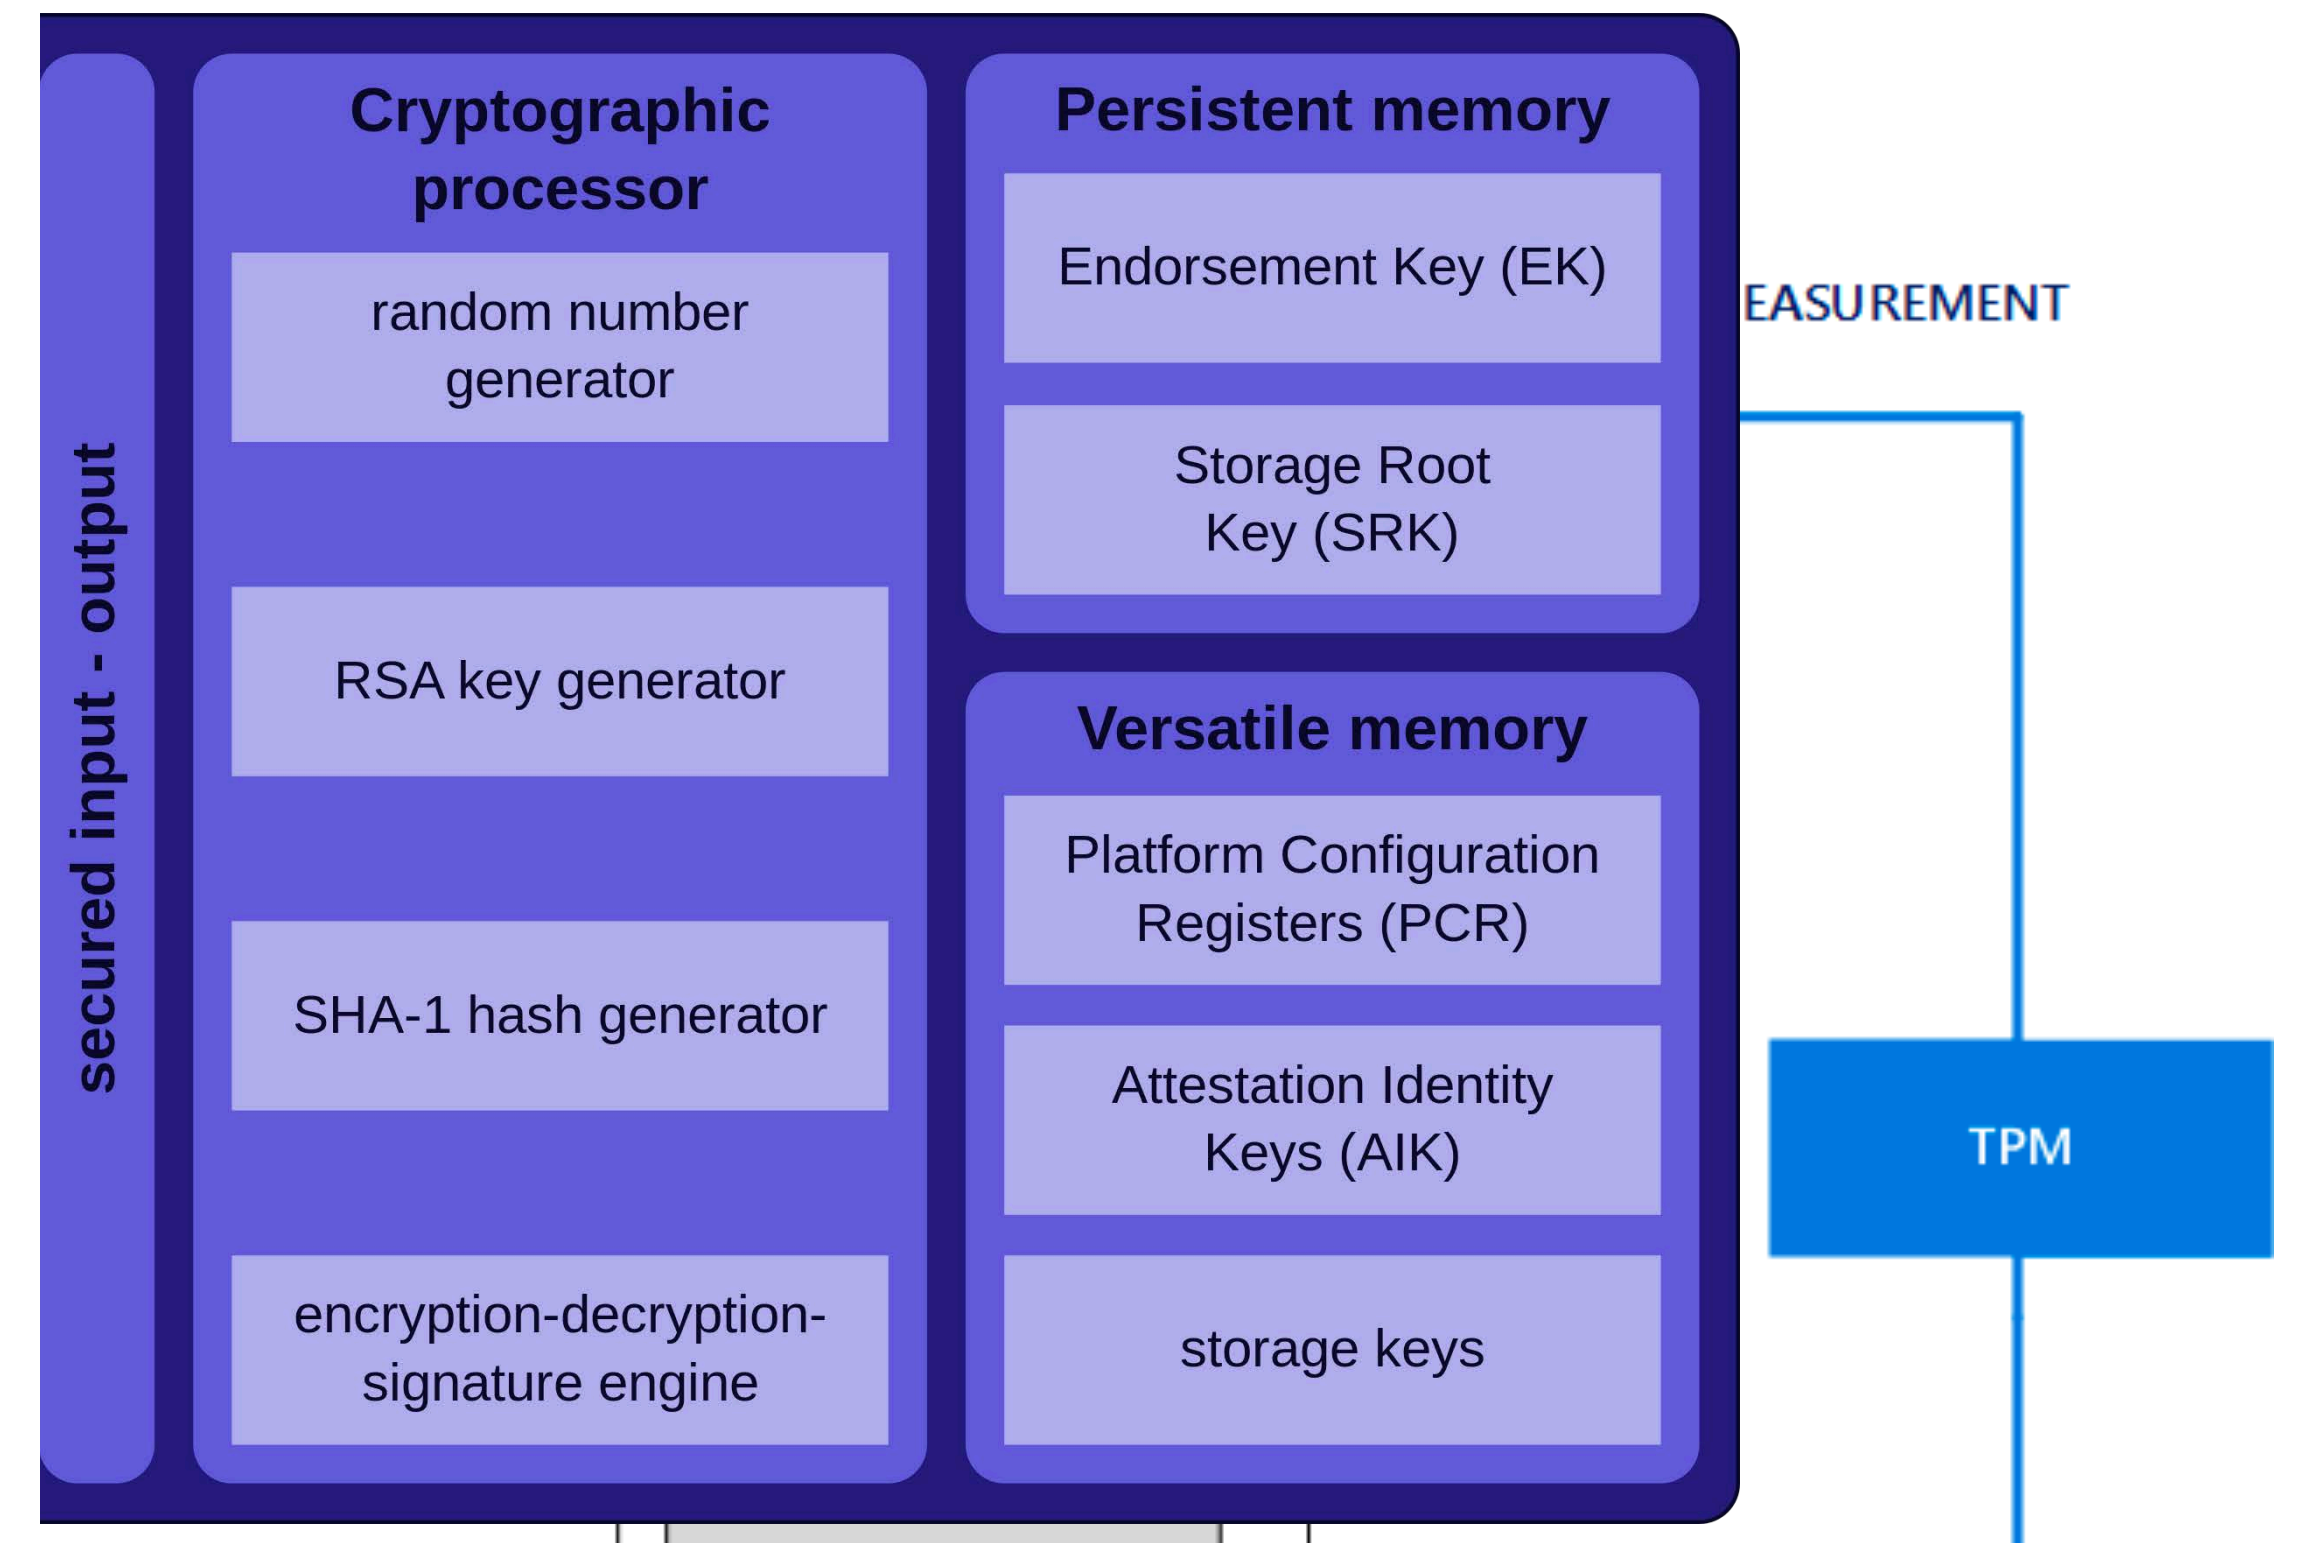 secured input - output
Cryptographic
processor
random number
generator
RSA key generator
SHA-1 hash generator
encryption-decryption-
signature engine
Persistent memory
Endorsement Key (EK)
Storage Root
Key (SRK)
Versatile memory
Platform Configuration
Registers (PCR)
Attestation Identity
Keys (AIK)
storage keys
EASUREMENT
TPM